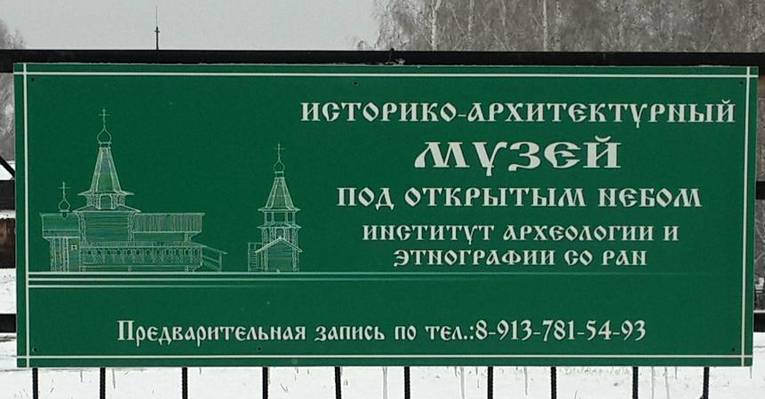 ИСТОРИКО-АРХИТЕКТУРНЫЙ
МУЗЕЙ
ПОД ОТКРЫТЫМ НЕБОМ
ИНСТИТУТ АРХЕОЛОГИИ И
ЭТНОГРАФИИ СО РАН
Предварительная запись по тел.:8-913-781-54-93